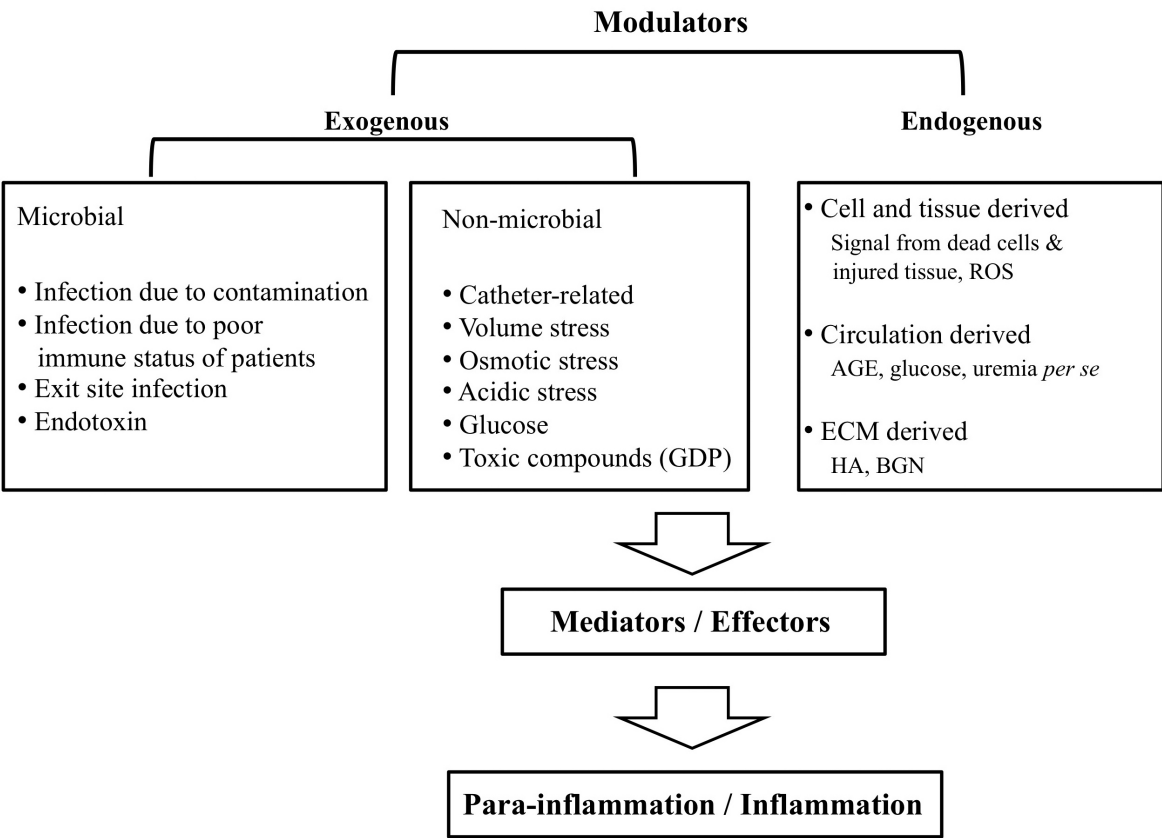 Modulators
Exogenous
Endogenous
Microbial
• Infection due to contamination
• Infection due to poor
immune status of patients
• Exit site infection
• Endotoxin
Non-microbial
• Catheter-related
• Volume stress
• Osmotic stress
• Acidic stress
• Glucose
• Toxic compounds (GDP)
• Cell and tissue derived
Signal from dead cells &
injured tissue, ROS
• Circulation derived
AGE, glucose, uremia per se
• ECM derived
HA, BGN
Mediators / Effectors
Para-inflammation / Inflammation